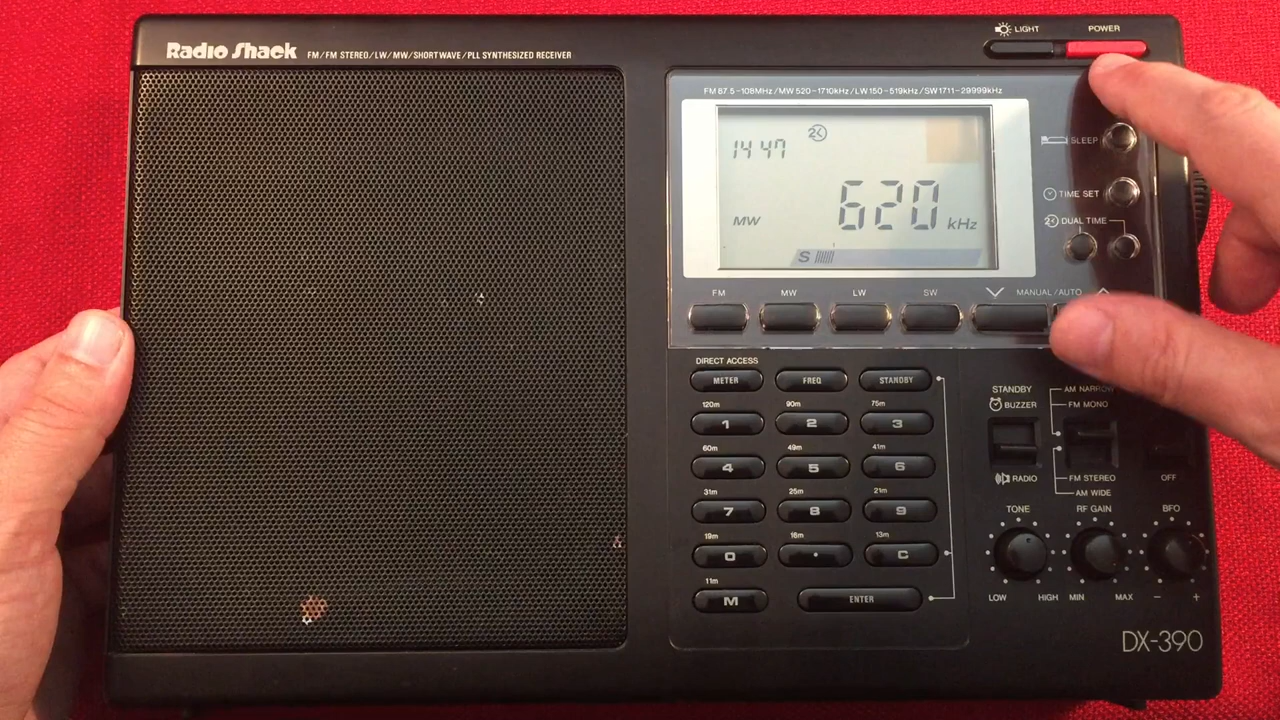 Radio Shack FM/FM STEREO/LW/MW/SHORTWAVE/PLL SYNTHESIZED RECEIVER
LIGHT POWER
FM 87.5-108MHz/MW 520-1710kHz/LW 150-519kHz/SW 1711-29999kHz
14 47 2
MW 620 kHz
S
SLEEP
TIME SET
2 DUAL TIME
FM MW LW SW MANUAL/AUTO
DIRECT ACCESS
METER FREQ STANDBY
120m 90m 75m
1 2 3
60m 49m 41m
4 5 6
31m 25m 21m
7 8 9
19m 16m 13m
0 · C
11m
M ENTER
STANDBY
BUZZER
RADIO
AM NARROW
FM MONO
FM STEREO
AM WIDE
OFF
TONE RF GAIN BFO
LOW HIGH MIN MAX - +
DX-390